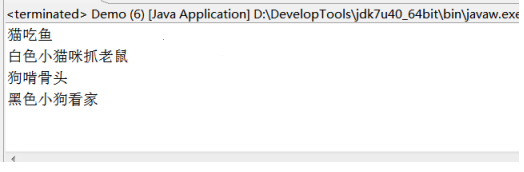 <terminated> Demo (6) [Java Application] D:\DevelopTools\jdk7u40_64bit\bin\javaw.exe
猫吃鱼
白色小猫咪抓老鼠
狗啃骨头
黑色小狗看家